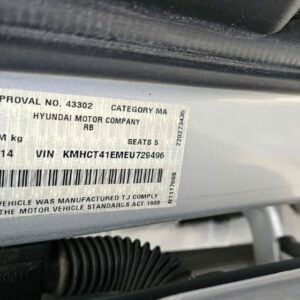 PROVAL NO. 43302 CATEGORY MA
HYUNDAI MOTOR COMPANY
RB
M kg SEATS 5
14 VIN KMHCT41EMEU729496
VEHICLE WAS MANUFACTURED TJ COMPLY
THE MOTOR VEHICLE STANDARDS ACT 1989